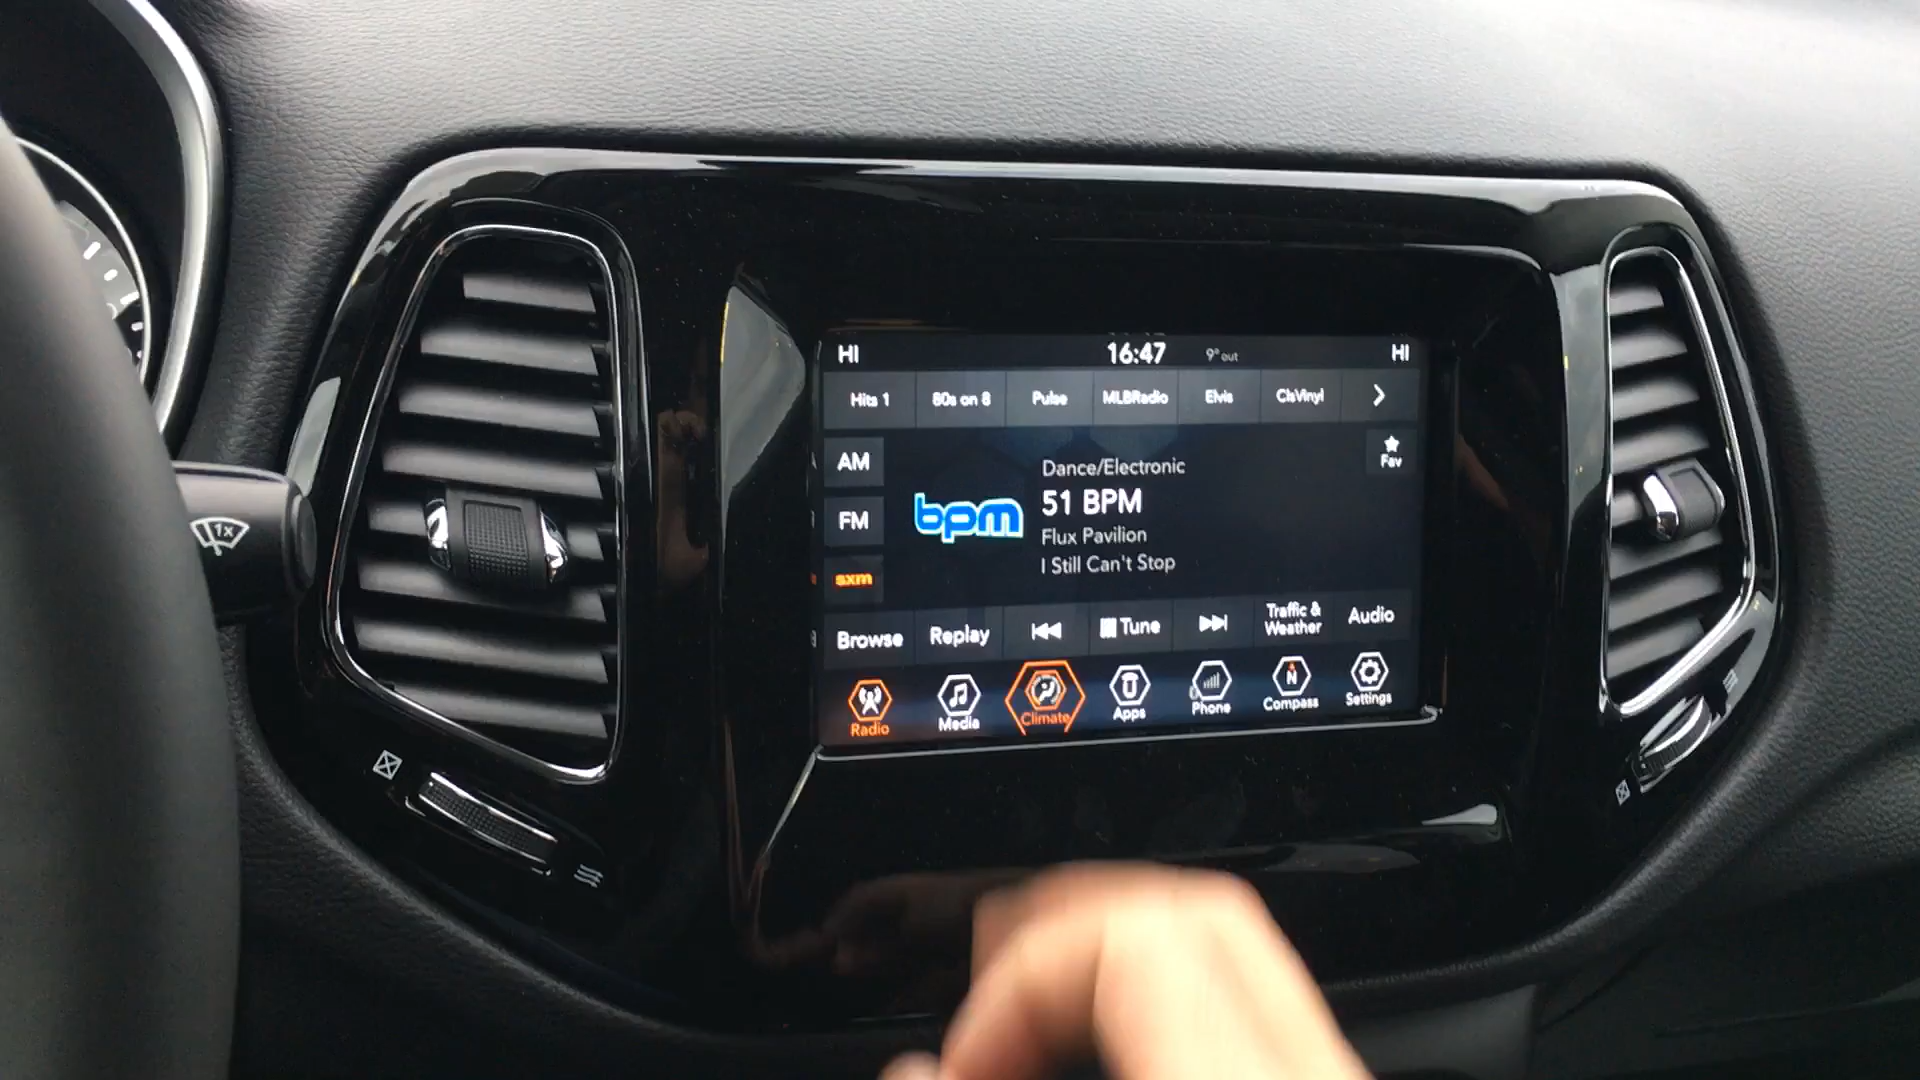 HI 16:47 9° out HI
Hits 1 80s on 8 Pulse MLBRadio Elvis ClsVinyl
AM
FM
sxm
bpm
Dance/Electronic
51 BPM
Flux Pavilion
I Still Can't Stop
Fav
Browse Replay Tune Traffic & Weather Audio
Radio Media Climate Apps Phone N Compass Settings
1x